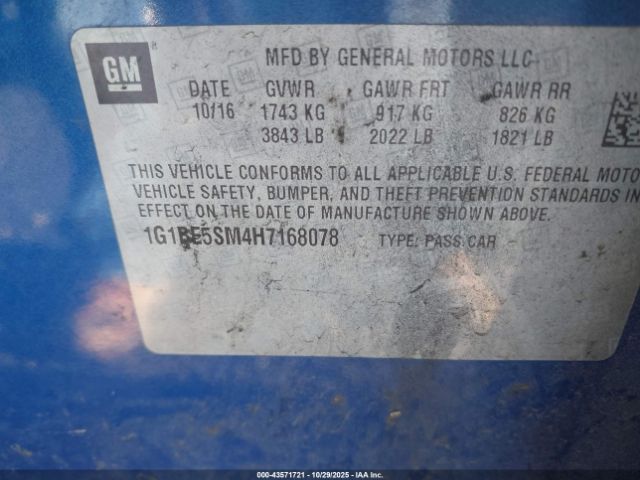 GM
MFD BY GENERAL MOTORS LLC
DATE GVWR GAWR FRT GAWR RR
10/16 1743 KG 917 KG 826 KG
3843 LB 2022 LB 1821 LB
THIS VEHICLE CONFORMS TO ALL APPLICABLE U.S. FEDERAL MOTO
VEHICLE SAFETY, BUMPER, AND THEFT PREVENTION STANDARDS IN
EFFECT ON THE DATE OF MANUFACTURE SHOWN ABOVE.
1G1BE5SM4H7168078 TYPE: PASS CAR
000-43571721 | 10/29/2025 - IAA Inc.